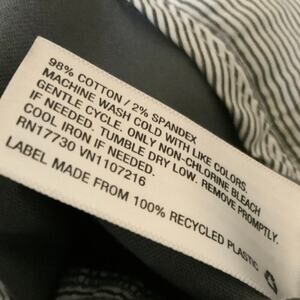 98% COTTON / 2% SPANDEX
MACHINE WASH COLD WITH LIKE COLORS.
GENTLE CYCLE. ONLY NON-CHLORINE BLEACH
IF NEEDED. TUMBLE DRY LOW. REMOVE PROMPTLY.
COOL IRON IF NEEDED.
RN17730 VN1107216
LABEL MADE FROM 100% RECYCLED PLASTIC